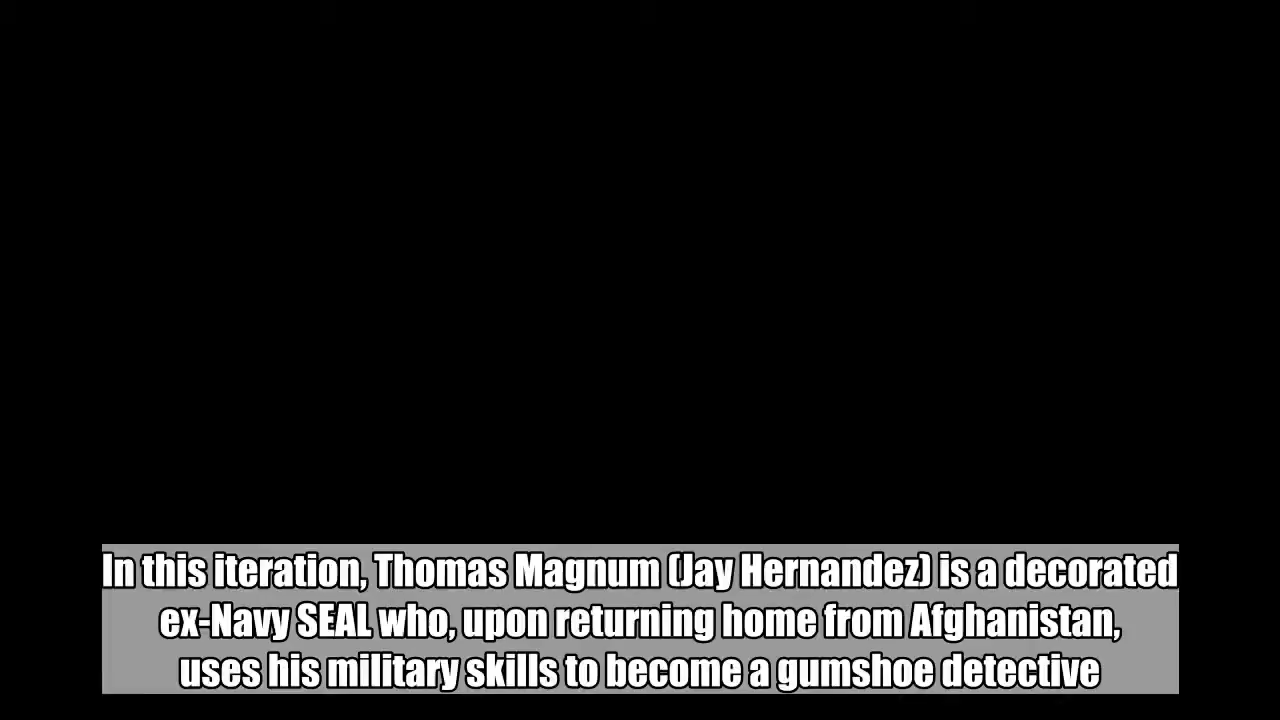 In this iteration, Thomas Magnum (Jay Hernandez) is a decorated
ex-Navy SEAL who, upon returning home from Afghanistan,
uses his military skills to become a gumshoe detective